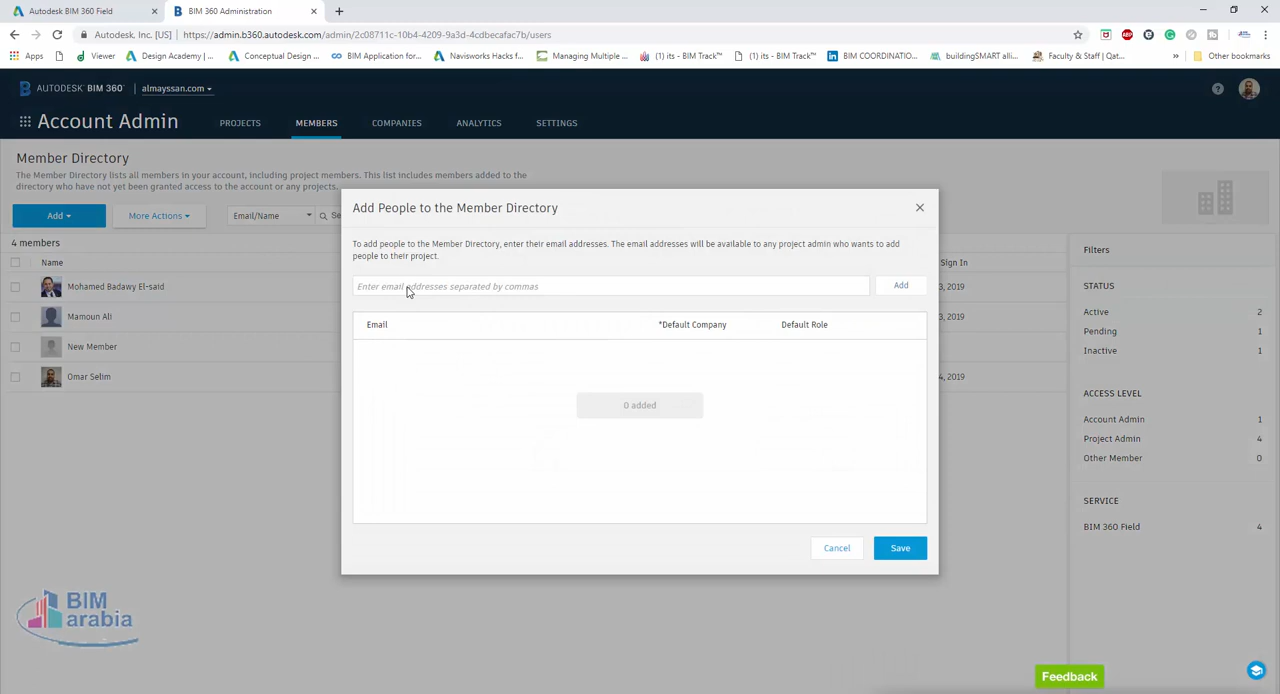 Autodesk BIM 360 Field
BIM 360 Administration
Autodesk, Inc. [US]
https://admin.b360.autodesk.com/admin/2c08711c-10b4-4209-9a3d-4cdbecafac7b/users
Apps
Viewer
Design Academy | ...
Conceptual Design ...
BIM Application for...
Navisworks Hacks f...
Managing Multiple ...
(1) its - BIM Track™
(1) its - BIM Track™
BIM COORDINATIO...
buildingSMART alli...
Faculty & Staff | Qat...
»
Other bookmarks
AUTODESK® BIM 360°
almayssan.com
Account Admin
PROJECTS
MEMBERS
COMPANIES
ANALYTICS
SETTINGS
Member Directory
The Member Directory lists all members in your account, including project members. This list includes members added to the
directory who have not yet been granted access to the account or any projects.
Add
More Actions
Email/Name
Se
4 members
Name
Sign In
Mohamed Badawy El-said
3, 2019
Mamoun Ali
3, 2019
New Member
Omar Selim
4, 2019
Add People to the Member Directory
To add people to the Member Directory, enter their email addresses. The email addresses will be available to any project admin who wants to add
people to their project.
Enter email addresses separated by commas
Add
Email
*Default Company
Default Role
0 added
Cancel
Save
Filters
STATUS
Active 2
Pending 1
Inactive 1
ACCESS LEVEL
Account Admin 1
Project Admin 4
Other Member 0
SERVICE
BIM 360 Field 4
BIM
arabia
Feedback